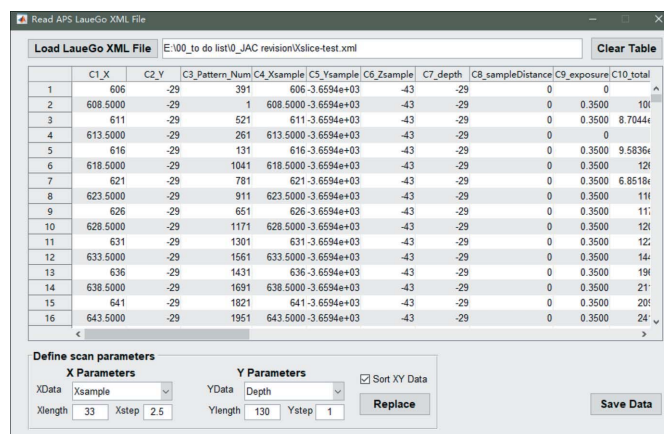 Read APS LaueGo XML File
Load LaueGo XML File E:\00_to do list\0_JAC revision\Xslice-test.xml Clear Table
C1_X C2_Y C3_Pattern_Num C4_Xsample C5_Ysample C6_Zsample C7_depth C8_sampleDistance C9_exposure C10_total
1 606 -29 391 606 -3.6594e+03 -43 -29 0 0
2 608.5000 -29 1 608.5000 -3.6594e+03 -43 -29 0 0.3500
3 611 -29 521 611 -3.6594e+03 -43 -29 0 0.3500 8.7044e
4 613.5000 -29 261 613.5000 -3.6594e+03 -43 -29 0 0
5 616 -29 131 616 -3.6594e+03 -43 -29 0 0.3500 9.5836e
6 618.5000 -29 1041 618.5000 -3.6594e+03 -43 -29 0 0.3500
7 621 -29 781 621 -3.6594e+03 -43 -29 0 0.3500 6.8518e
8 623.5000 -29 911 623.5000 -3.6594e+03 -43 -29 0 0.3500
9 626 -29 651 626 -3.6594e+03 -43 -29 0 0.3500
10 628.5000 -29 1171 628.5000 -3.6594e+03 -43 -29 0 0.3500
11 631 -29 1301 631 -3.6594e+03 -43 -29 0 0.3500
12 633.5000 -29 1561 633.5000 -3.6594e+03 -43 -29 0 0.3500
13 636 -29 1431 636 -3.6594e+03 -43 -29 0 0.3500
14 638.5000 -29 1691 638.5000 -3.6594e+03 -43 -29 0 0.3500
15 641 -29 1821 641 -3.6594e+03 -43 -29 0 0.3500
16 643.5000 -29 1951 643.5000 -3.6594e+03 -43 -29 0 0.3500
Define scan parameters
X Parameters Y Parameters
XData Xsample YData Depth Sort XY Data
Xlength 33 Xstep 2.5 Ylength 130 Ystep 1 Replace Save Data